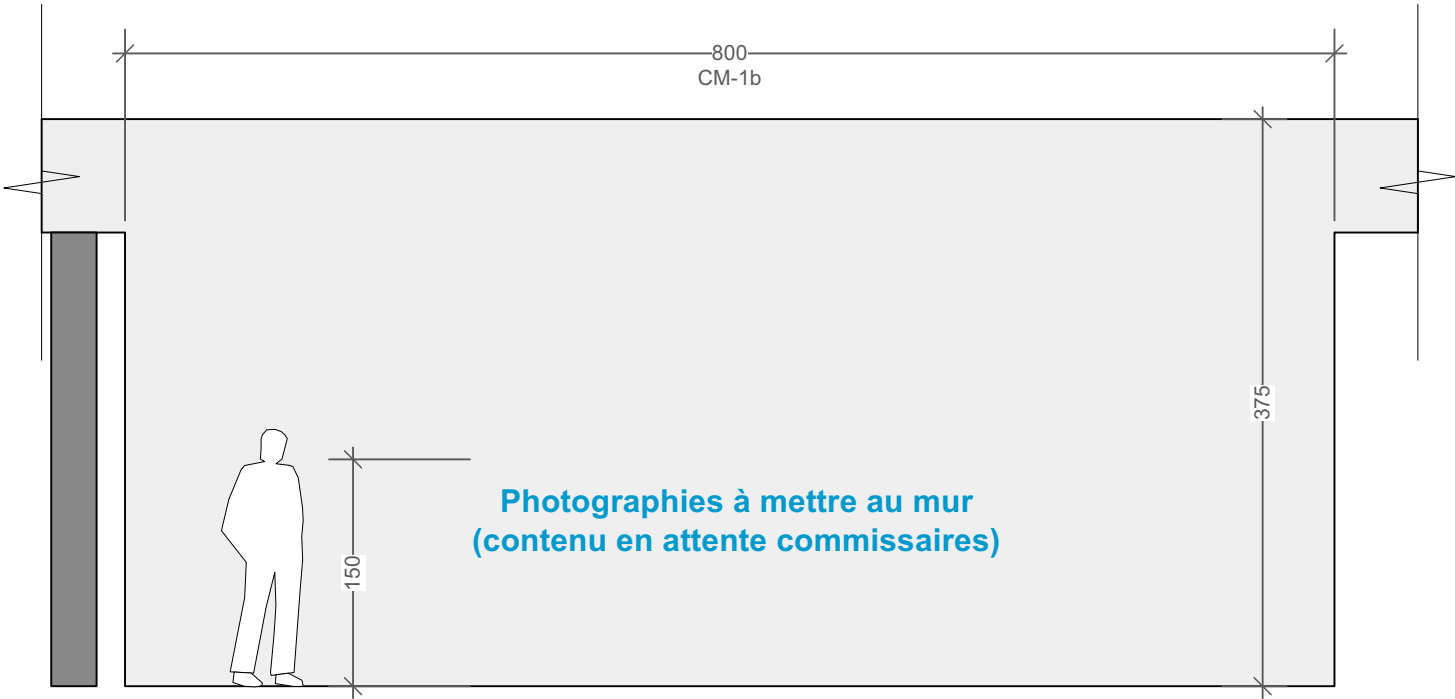 800
CM-1b
375
Photographies à mettre au mur
(contenu en attente commissaires)
150